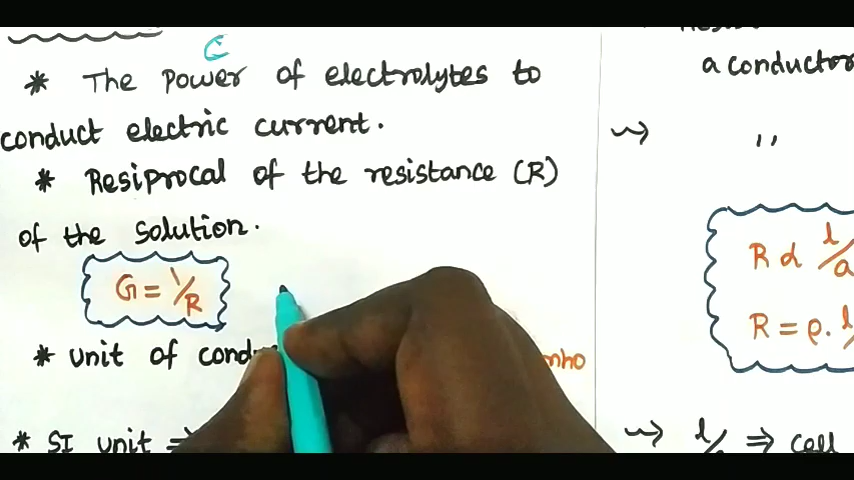 C
* The Power of electrolytes to
conduct electric current.
* Resiprocal of the resistance (R)
of the solution.
G = 1/R
* unit of mho
* SI unit ⇒
a conductor
⇝ ,,
R α l/a
R = ρ. l/
⇝ l/ ⇒ cell